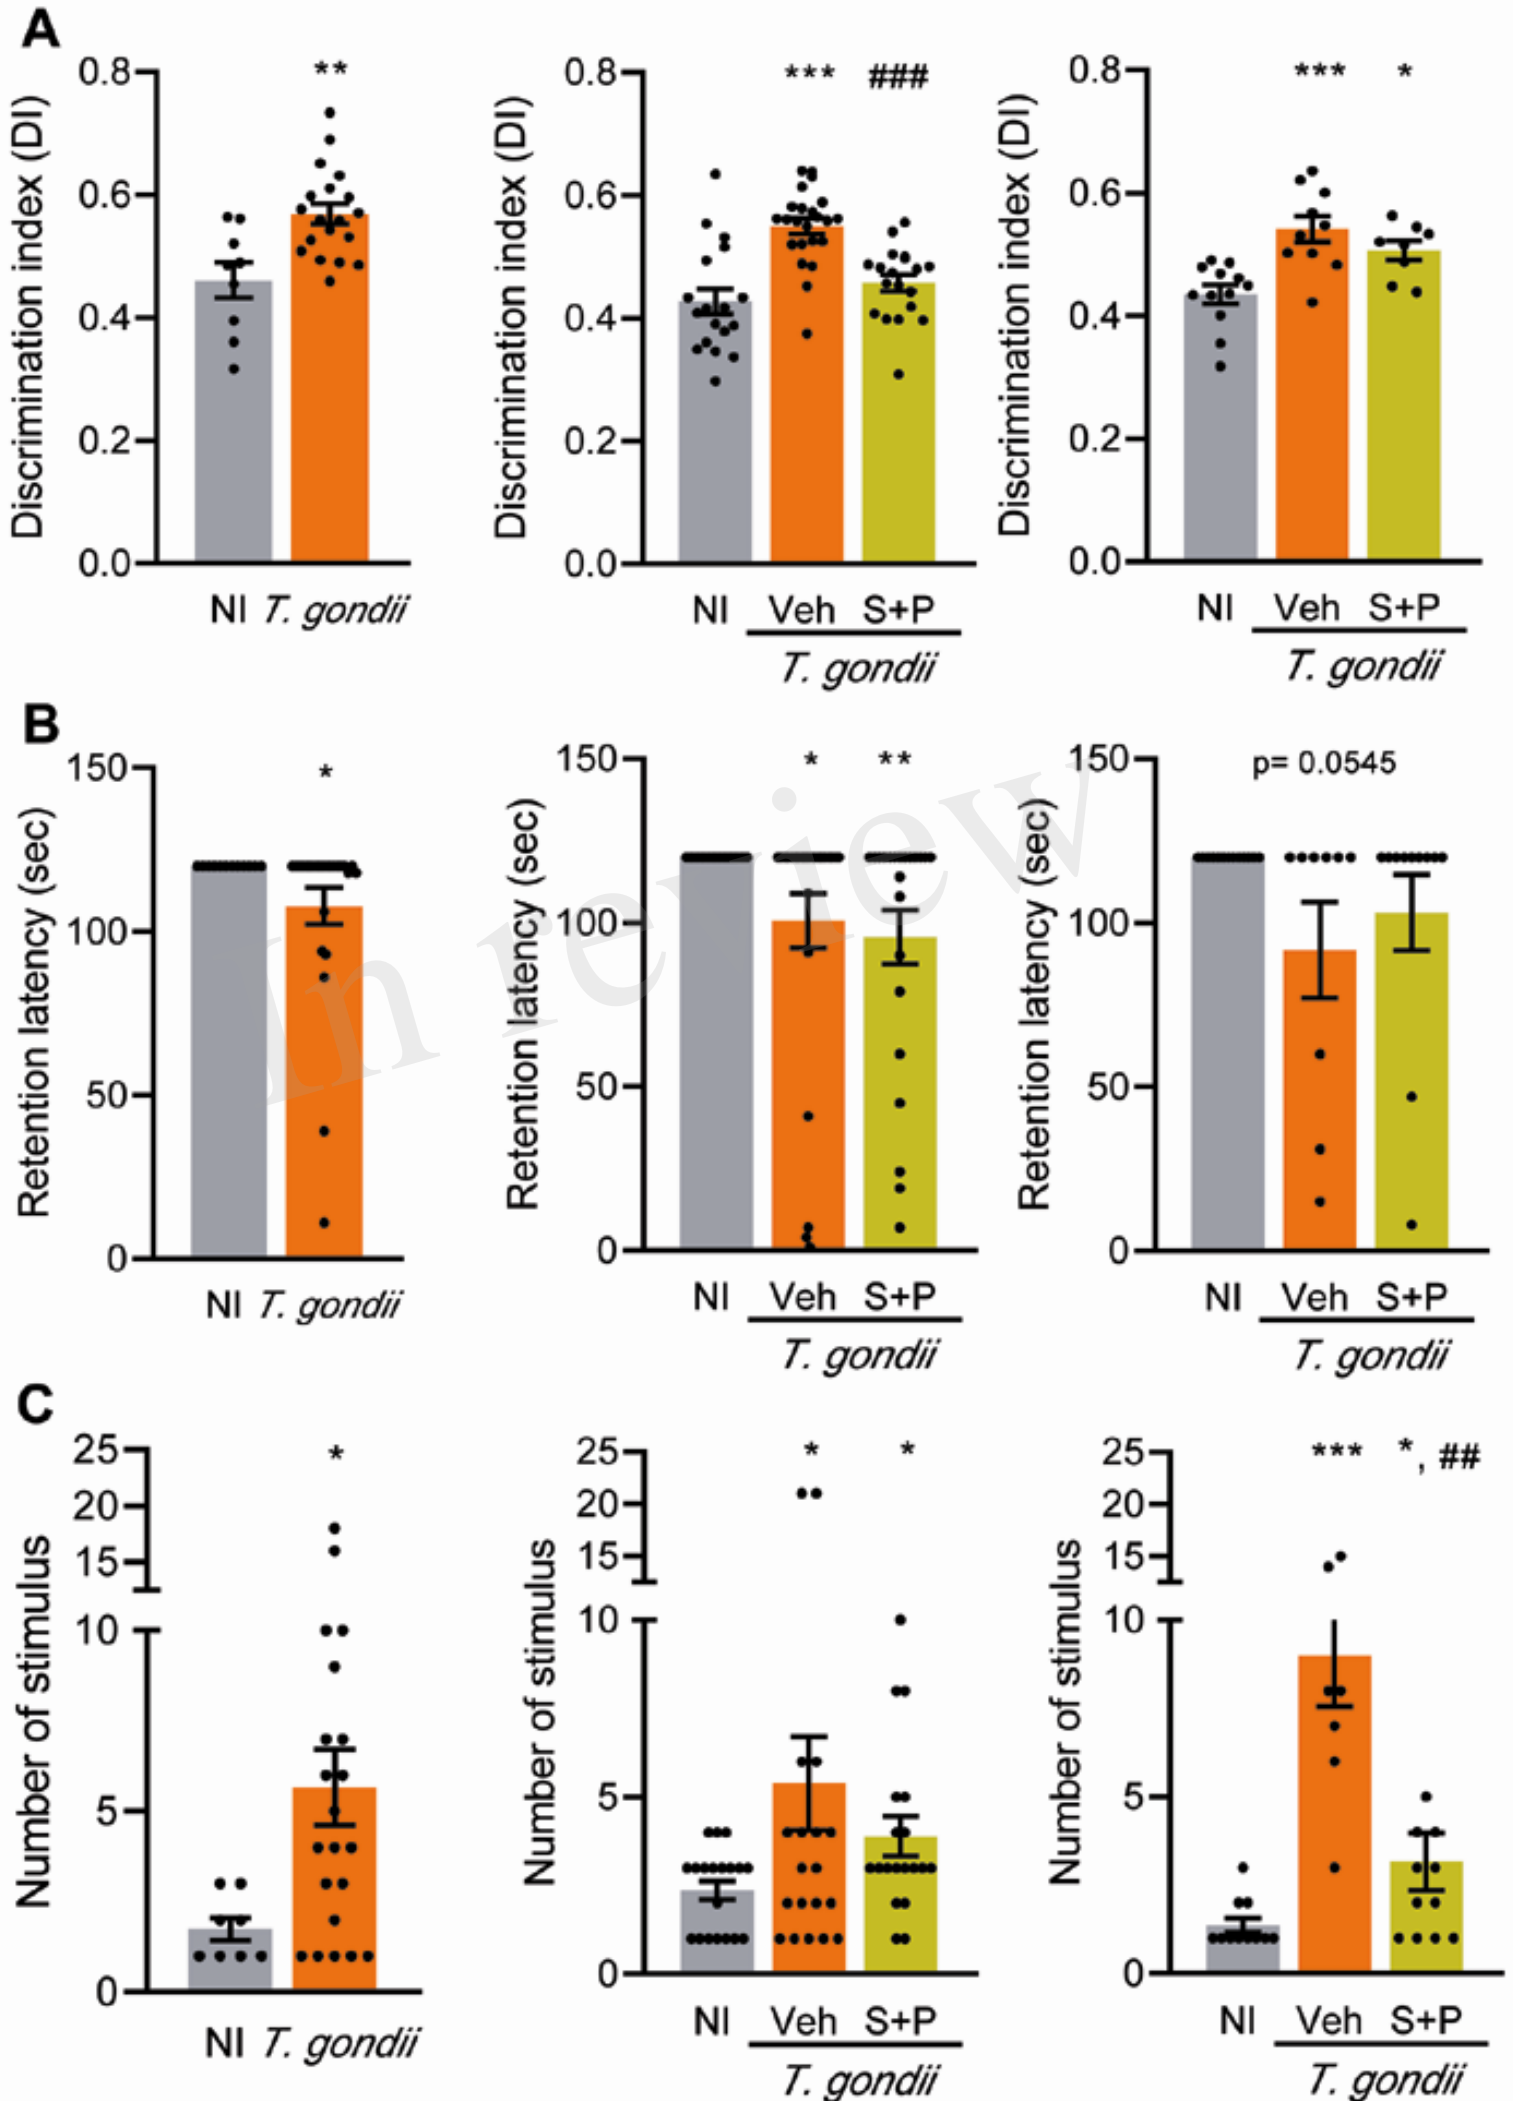 A
Discrimination index (DI)
0.8
0.6
0.4
0.2
0.0
**
NI T. gondii
Discrimination index (DI)
0.8
0.6
0.4
0.2
0.0
*** ###
NI Veh S+P
T. gondii
Discrimination index (DI)
0.8
0.6
0.4
0.2
0.0
*** *
NI Veh S+P
T. gondii
B
Retention latency (sec)
150
100
50
0
*
NI T. gondii
Retention latency (sec)
150
100
50
0
* **
NI Veh S+P
T. gondii
Retention latency (sec)
150
100
50
0
p= 0.0545
NI Veh S+P
T. gondii
In review
C
Number of stimulus
25
20
15
10
5
0
*
NI T. gondii
Number of stimulus
25
20
15
10
5
0
* *
NI Veh S+P
T. gondii
Number of stimulus
25
20
15
10
5
0
*** *, ##
NI Veh S+P
T. gondii